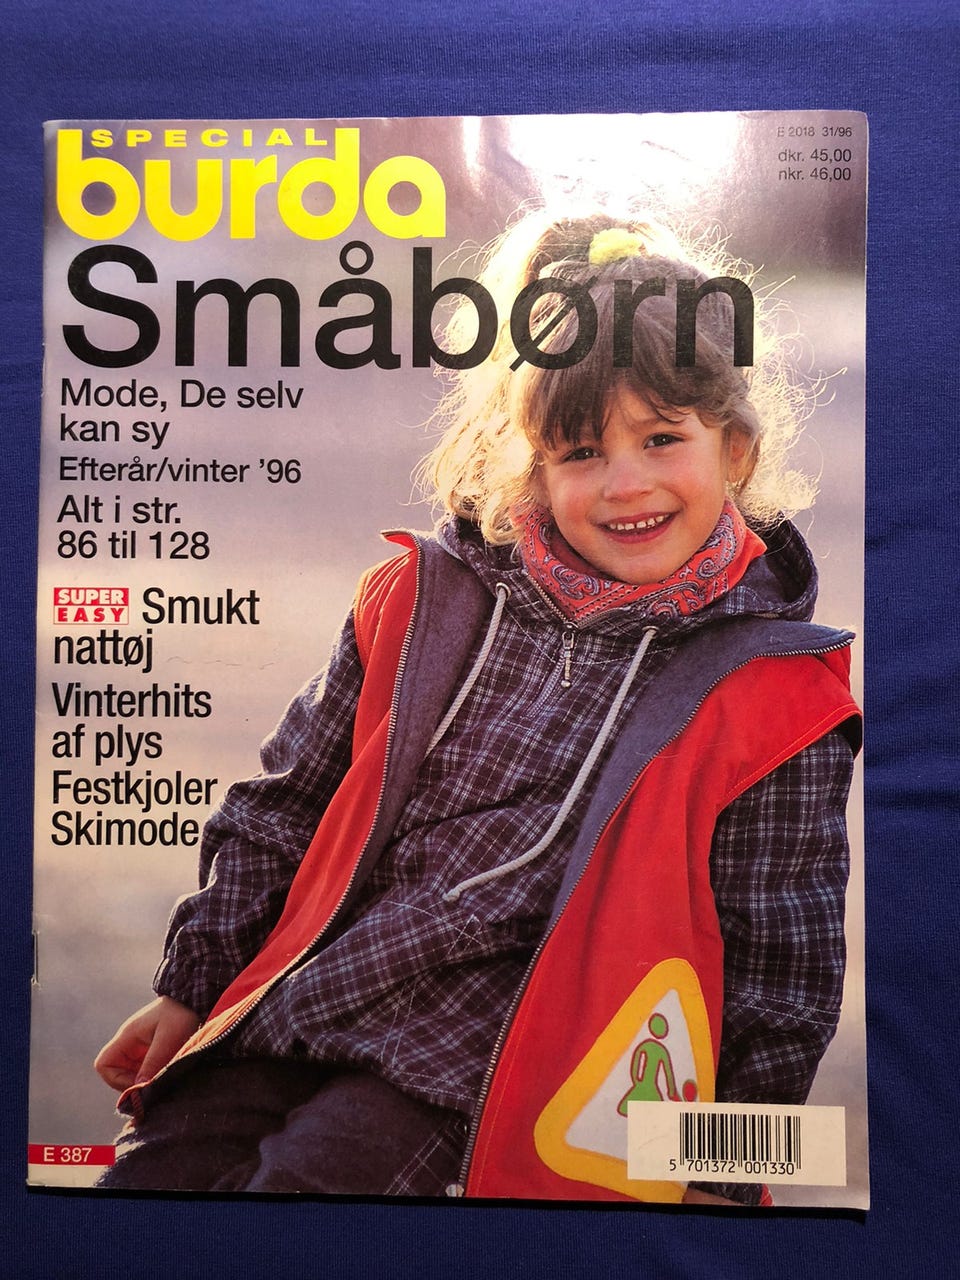 SPECIAL
burda
E 2018 31/96
dkr. 45,00
nkr. 46,00
Småbørn
Mode, De selv
kan sy
Efterår/vinter ’96
Alt i str.
86 til 128
SUPER
EASY
Smukt
nattøj
Vinterhits
af plys
Festkjoler
Skimode
E 387
5 701372 001330